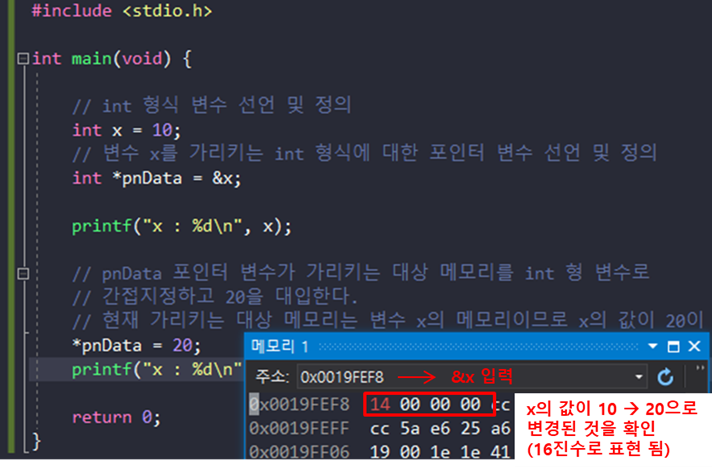 #include <stdio.h>
int main(void) {
// int 형식 변수 선언 및 정의
int x = 10;
// 변수 x를 가리키는 int 형식에 대한 포인터 변수 선언 및 정의
int *pnData = &x;
printf("x : %d\n", x);
// pnData 포인터 변수가 가리키는 대상 메모리를 int 형 변수로
// 간접지정하고 20을 대입한다.
// 현재 가리키는 대상 메모리는 변수 x의 메모리이므로 x의 값이 20이
*pnData = 20;
printf("x : %d\n"
return 0;
}
메모리 1
주소: 0x0019FEF8 → &x 입력
0x0019FEF8 14 00 00 00 cc
0x0019FEFF cc 5a e6 25 a6
0x0019FF06 19 00 1e 1e 41
x의 값이 10 → 20으로
변경된 것을 확인
(16진수로 표현 됨)